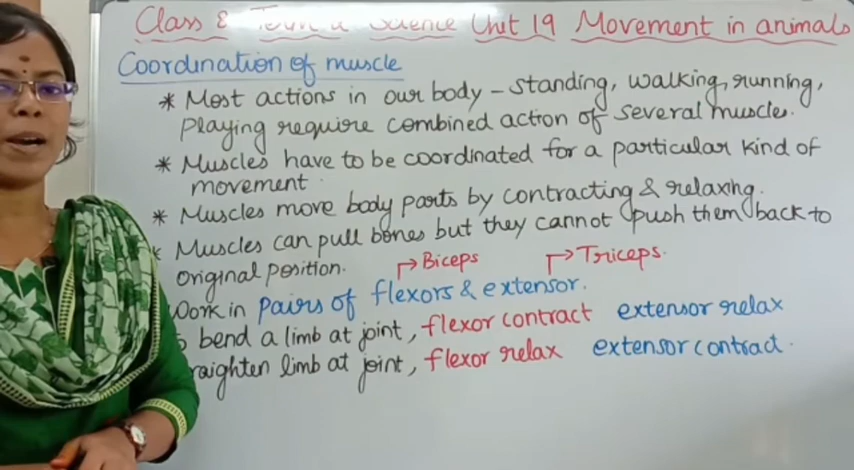 Class 8 Term 2 Science Unit 19 Movement in animals
Coordination of muscle
* Most actions in our body - standing, walking, running,
playing require combined action of several muscles.
* Muscles have to be coordinated for a particular kind of
movement.
* Muscles move body parts by contracting & relaxing.
* Muscles can pull bones but they cannot push them back to
original position.
→ Biceps → Triceps.
Work in pairs of flexors & extensor.
bend a limb at joint, flexor contract extensor relax
raighten limb at joint, flexor relax extensor contract.